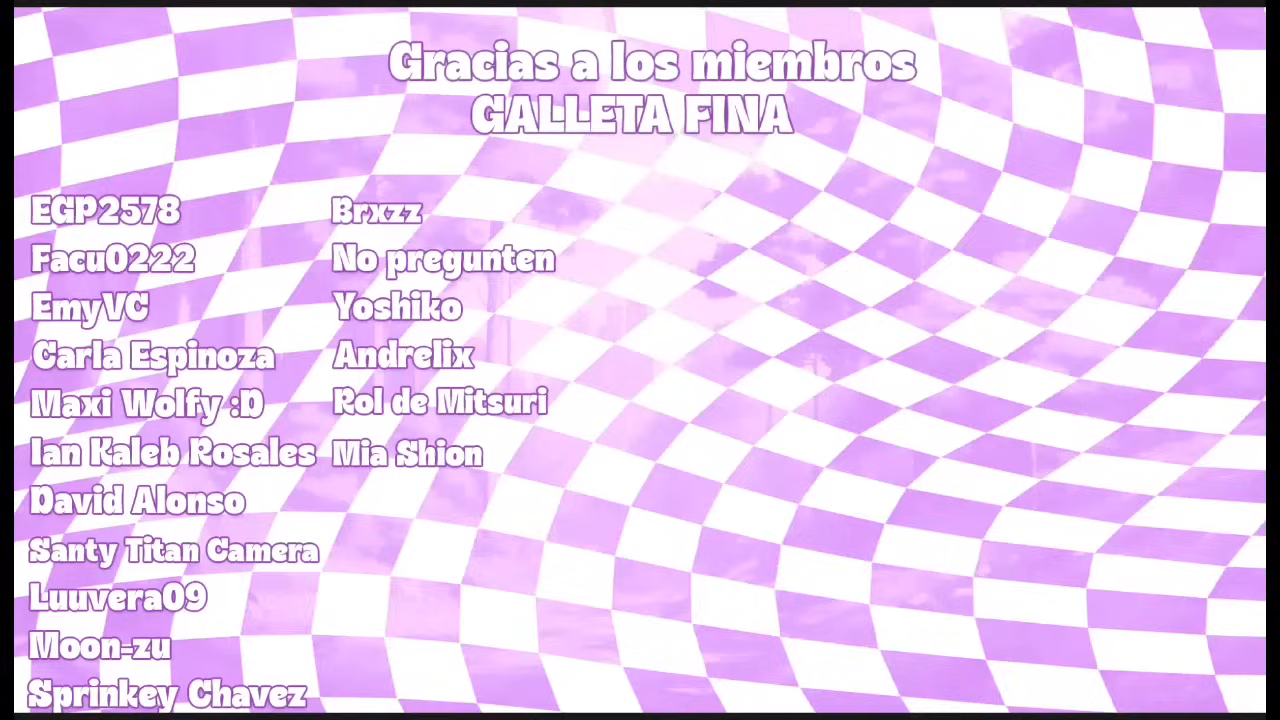 Gracias a los miembros
GALLETA FINA
EGP2578
Facu0222
EmyVC
Carla Espinoza
Maxi Wolfy :D
Ian Kaleb Rosales
David Alonso
Santy Titan Camera
Luuvera09
Moon-zu
Sprinkey Chavez
Brxzz
No pregunten
Yoshiko
Andrelix
Rol de Mitsuri
Mia Shion